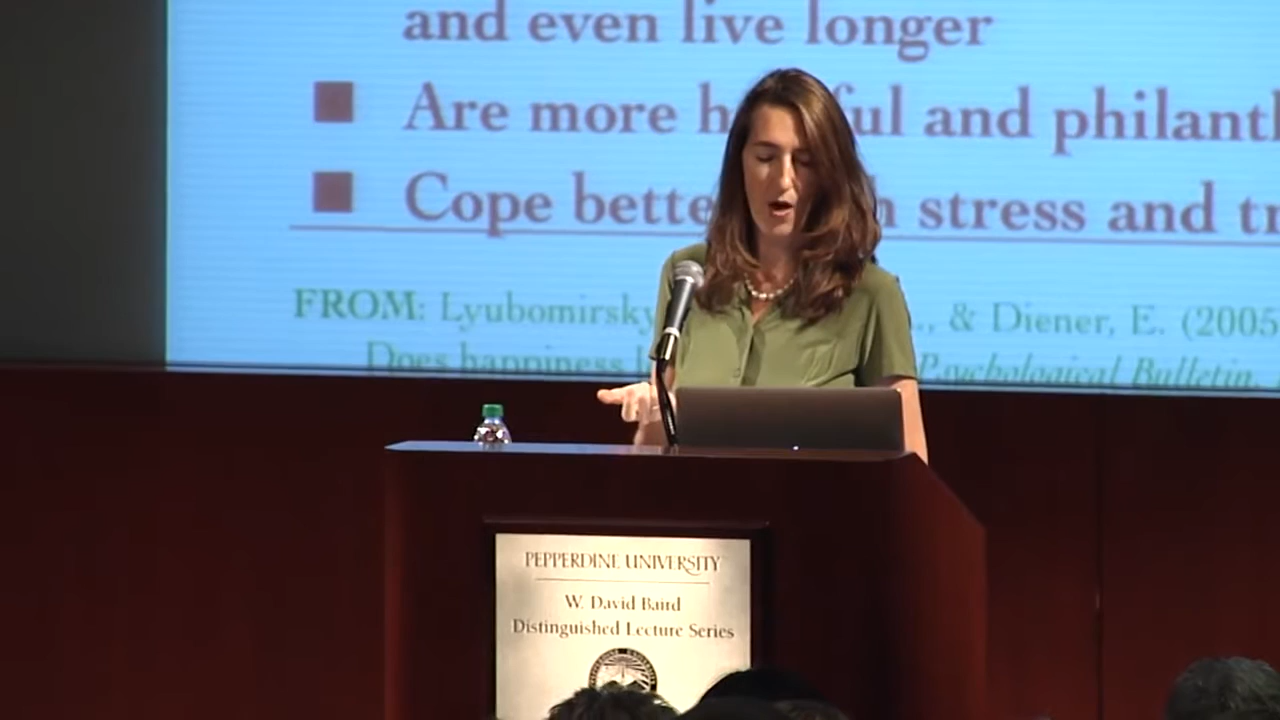 and even live longer
Are more h ful and philant
Cope bette h stress and tr
FROM: Lyubomirsky ., & Diener, E. (2005
Does happiness Psychological Bulletin,
PEPPERDINE UNIVERSITY
W. David Baird
Distinguished Lecture Series